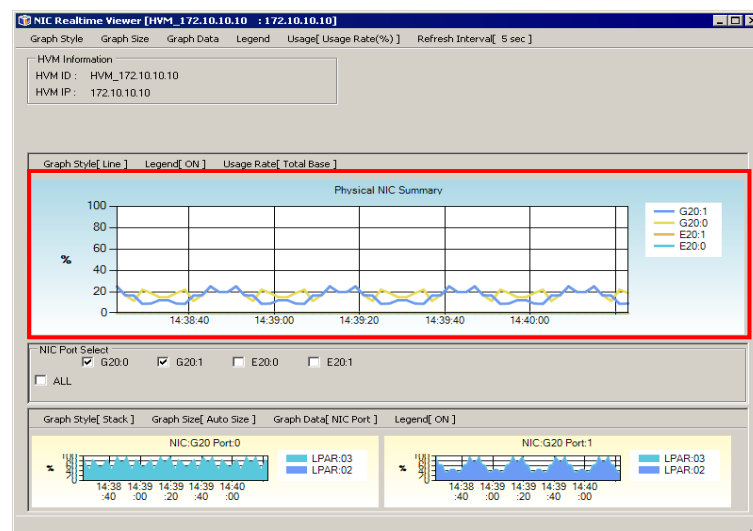 NIC Realtime Viewer [HVM_172.10.10.10 : 172.10.10.10]
Graph Style Graph Size Graph Data Legend Usage[ Usage Rate(%) ] Refresh Interval[ 5 sec ]
HVM Information
HVM ID : HVM_172.10.10.10
HVM IP : 172.10.10.10
Graph Style[ Line ] Legend[ ON ] Usage Rate[ Total Base ]
Physical NIC Summary
100
80
60
%
40
20
0
14:38:40 14:39:00 14:39:20 14:39:40 14:40:00
G20:1
G20:0
E20:1
E20:0
NIC Port Select
G20:0 G20:1 E20:0 E20:1
ALL
Graph Style[ Stack ] Graph Size[ Auto Size ] Graph Data[ NIC Port ] Legend[ ON ]
NIC:G20 Port:0
%
14:38 14:39 14:39 14:39 14:40
:40 :00 :20 :40 :00
LPAR:03
LPAR:02
NIC:G20 Port:1
%
14:38 14:39 14:39 14:39 14:40
:40 :00 :20 :40 :00
LPAR:03
LPAR:02